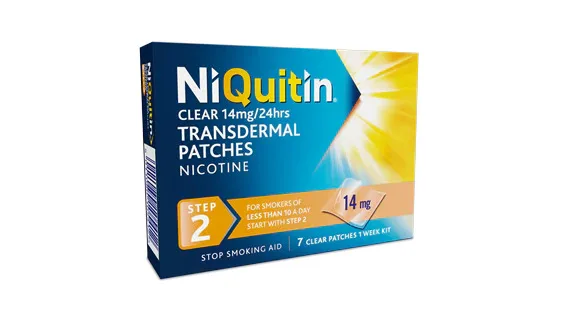 NiQuitin®
CLEAR 14mg/24hrs
TRANSDERMAL
PATCHES
NICOTINE
STEP
2
FOR SMOKERS OF
LESS THAN 10 A DAY
START WITH STEP 2
14 mg
STOP SMOKING AID
7 CLEAR PATCHES 1 WEEK KIT
NiQuitin